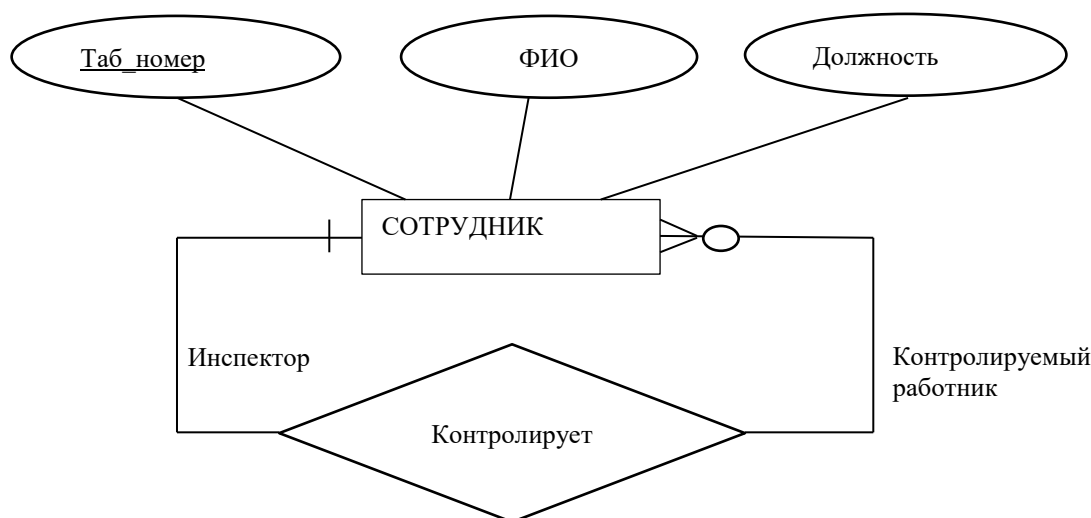 Таб_номер
ФИО
Должность
СОТРУДНИК
Инспектор
Контролируемый
работник
Контролирует